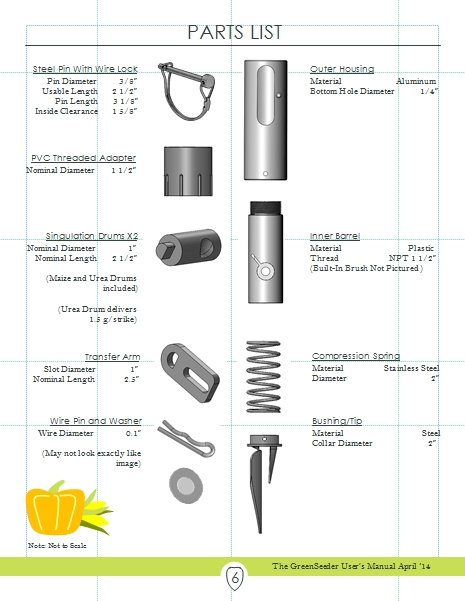 PARTS LIST
Steel Pin With Wire Lock
Pin Diameter 3/8"
Usable Length 2 1/2"
Pin Length 3 1/8"
Inside Clearance 1 5/8"
PVC Threaded Adapter
Nominal Diameter 1 1/2"
Singulation Drums X2
Nominal Diameter 1"
Nominal Length 2 1/2"
(Maize and Urea Drums
included)
(Urea Drum delivers
1.5 g/strike)
Transfer Arm
Slot Diameter 1"
Nominal Length 2.5"
Wire Pin and Washer
Wire Diameter 0.1"
(May not look exactly like
image)
Note: Not to Scale
Outer Housing
Material Aluminum
Bottom Hole Diameter 1/4"
Inner Barrel
Material Plastic
Thread NPT 1 1/2"
(Built-In Brush Not Pictured)
Compression Spring
Material Stainless Steel
Diameter 2"
Bushing/Tip
Material Steel
Collar Diameter 2"
6
The GreenSeeder User's Manual April '14